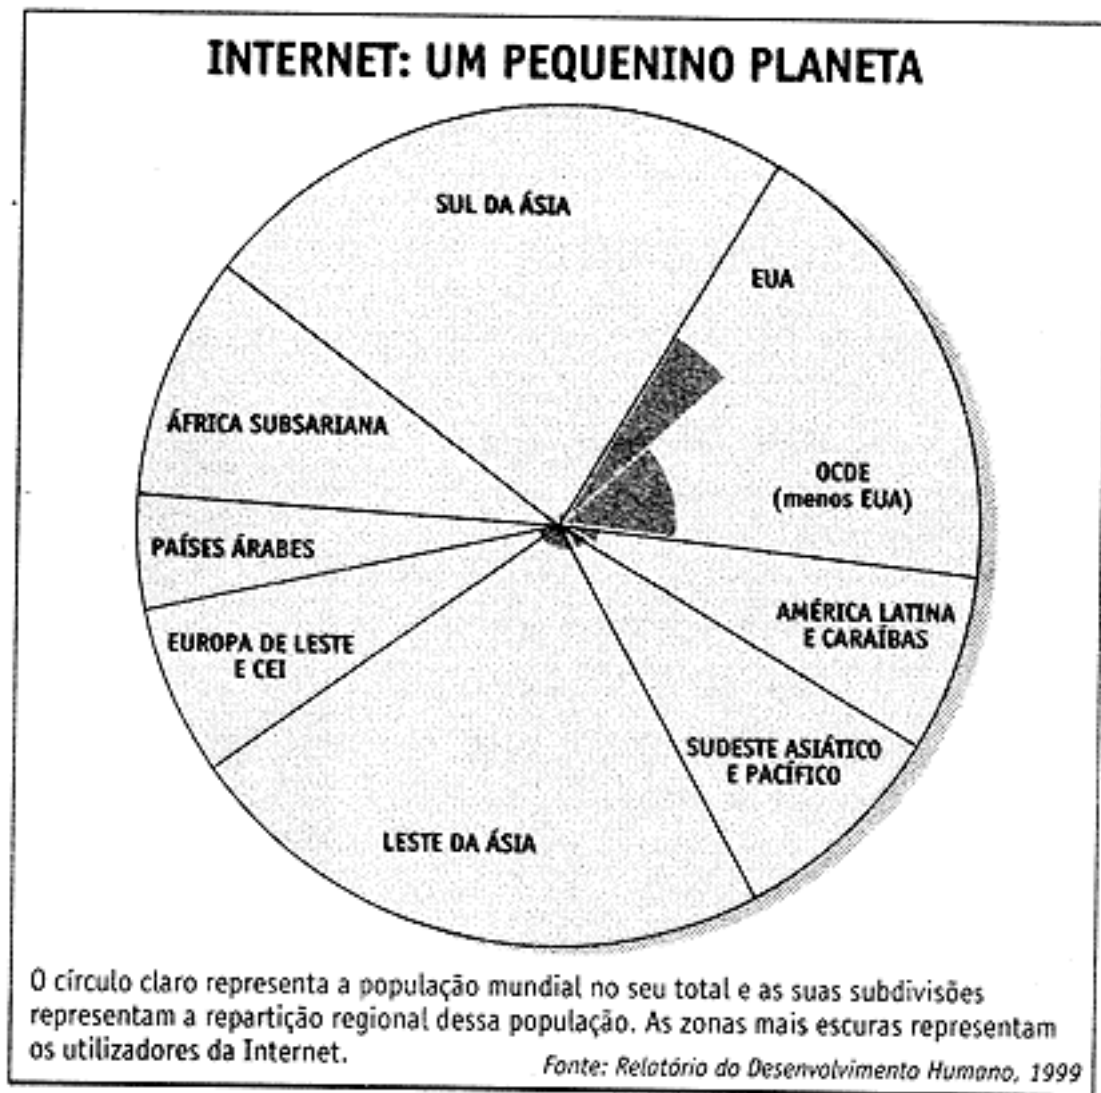 INTERNET: UM PEQUENINO PLANETA
SUL DA ÁSIA
EUA
ÁFRICA SUBSARIANA
OCDE
(menos EUA)
PAÍSES ÁRABES
AMÉRICA LATINA
E CARAÍBAS
EUROPA DE LESTE
E CEI
SUDESTE ASIÁTICO
E PACÍFICO
LESTE DA ÁSIA
O círculo claro representa a população mundial no seu total e as suas subdivisões
representam a repartição regional dessa população. As zonas mais escuras representam
os utilizadores da Internet.
Fonte: Relatório do Desenvolvimento Humano, 1999